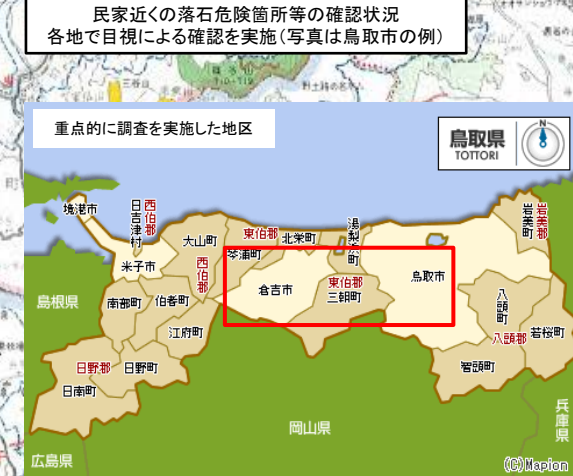 民家近くの落石危険箇所等の確認状況
各地で目視による確認を実施(写真は鳥取市の例)
重点的に調査を実施した地区
鳥取県
TOTTORI
N
境港市
日吉津村
西伯郡
米子市
大山町
西伯郡
東伯郡
琴浦町
北栄町
湯梨浜町
岩美町
岩美郡
倉吉市
東伯郡
三朝町
鳥取市
島根県
南部町
伯耆町
江府町
八頭町
八頭郡
若桜町
智頭町
日野郡
日野町
日南町
岡山県
兵庫県
広島県
(C)Mapion